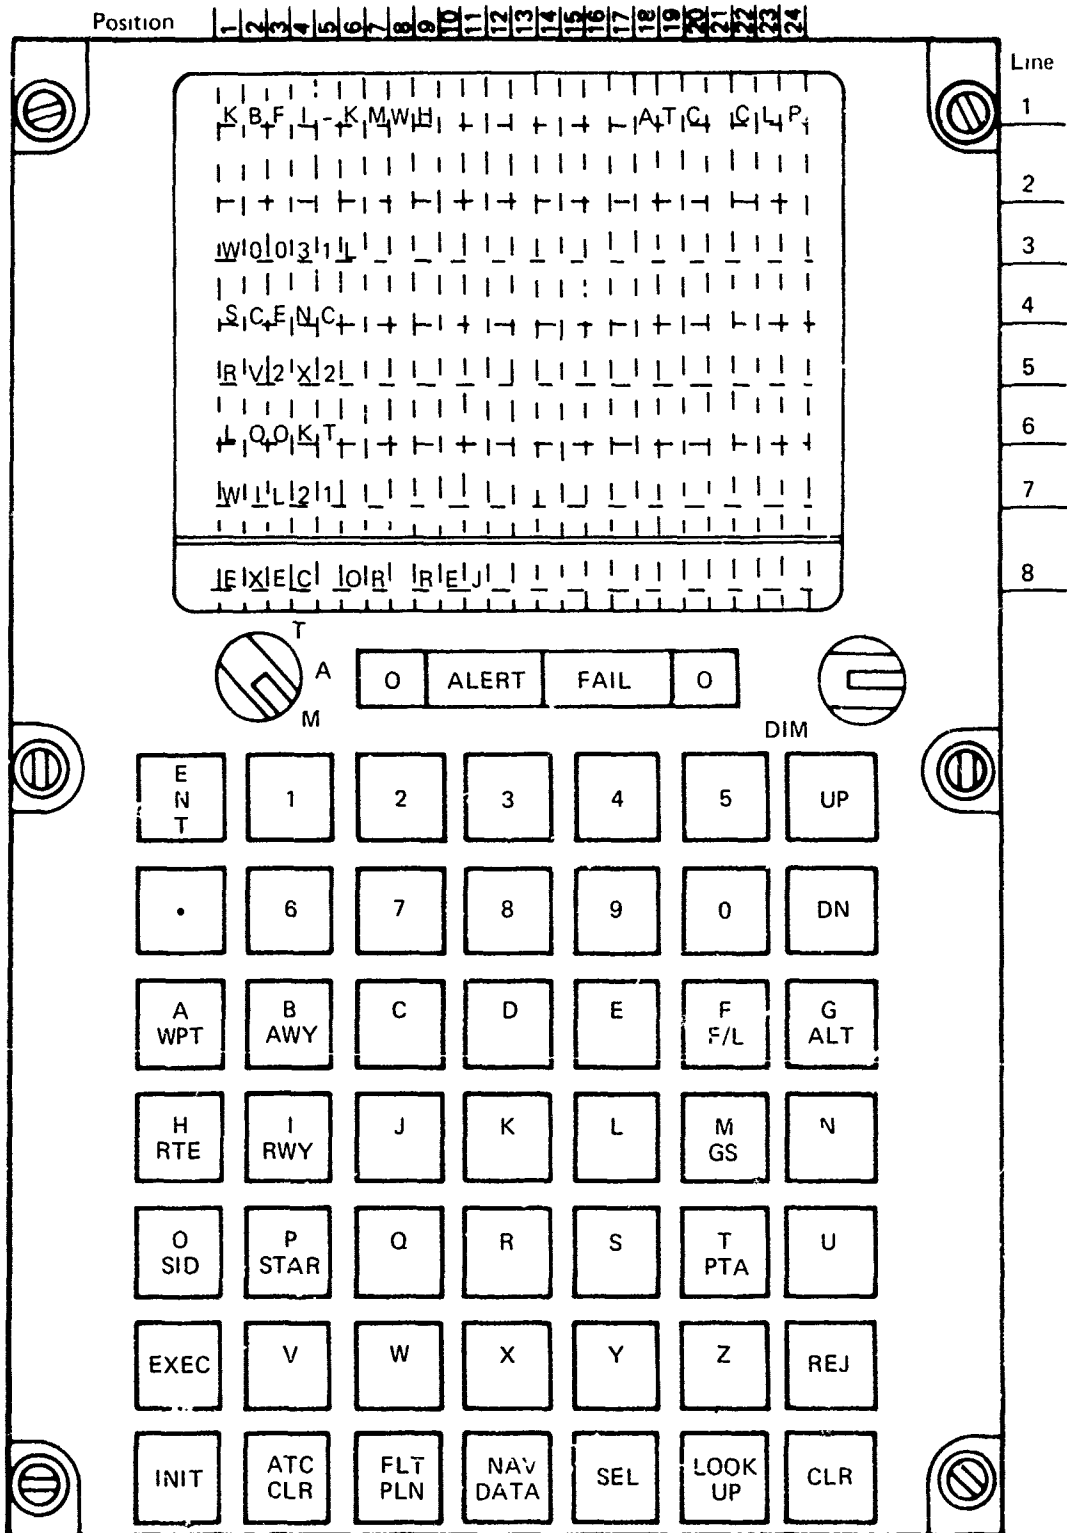 Position 1 2 3 4 5 6 7 8 9 10 11 12 13 14 15 16 17 18 19 20 21 22 23 24
Line
KBFI-KMWH ATC CLP 1
2
W0031L 3
SCENC 4
RV2X2 5
LOOKT 6
WIL21 7
EXEC OR REJ 8
T
A
M
O ALERT FAIL O
DIM
ENT 1 2 3 4 5 UP
. 6 7 8 9 0 DN
A WPT B AWY C D E F F/L G ALT
H RTE I RWY J K L M GS N
O SID P STAR Q R S T PTA U
EXEC V W X Y Z REJ
INIT ATC CLR FLT PLN NAV DATA SEL LOOK UP CLR